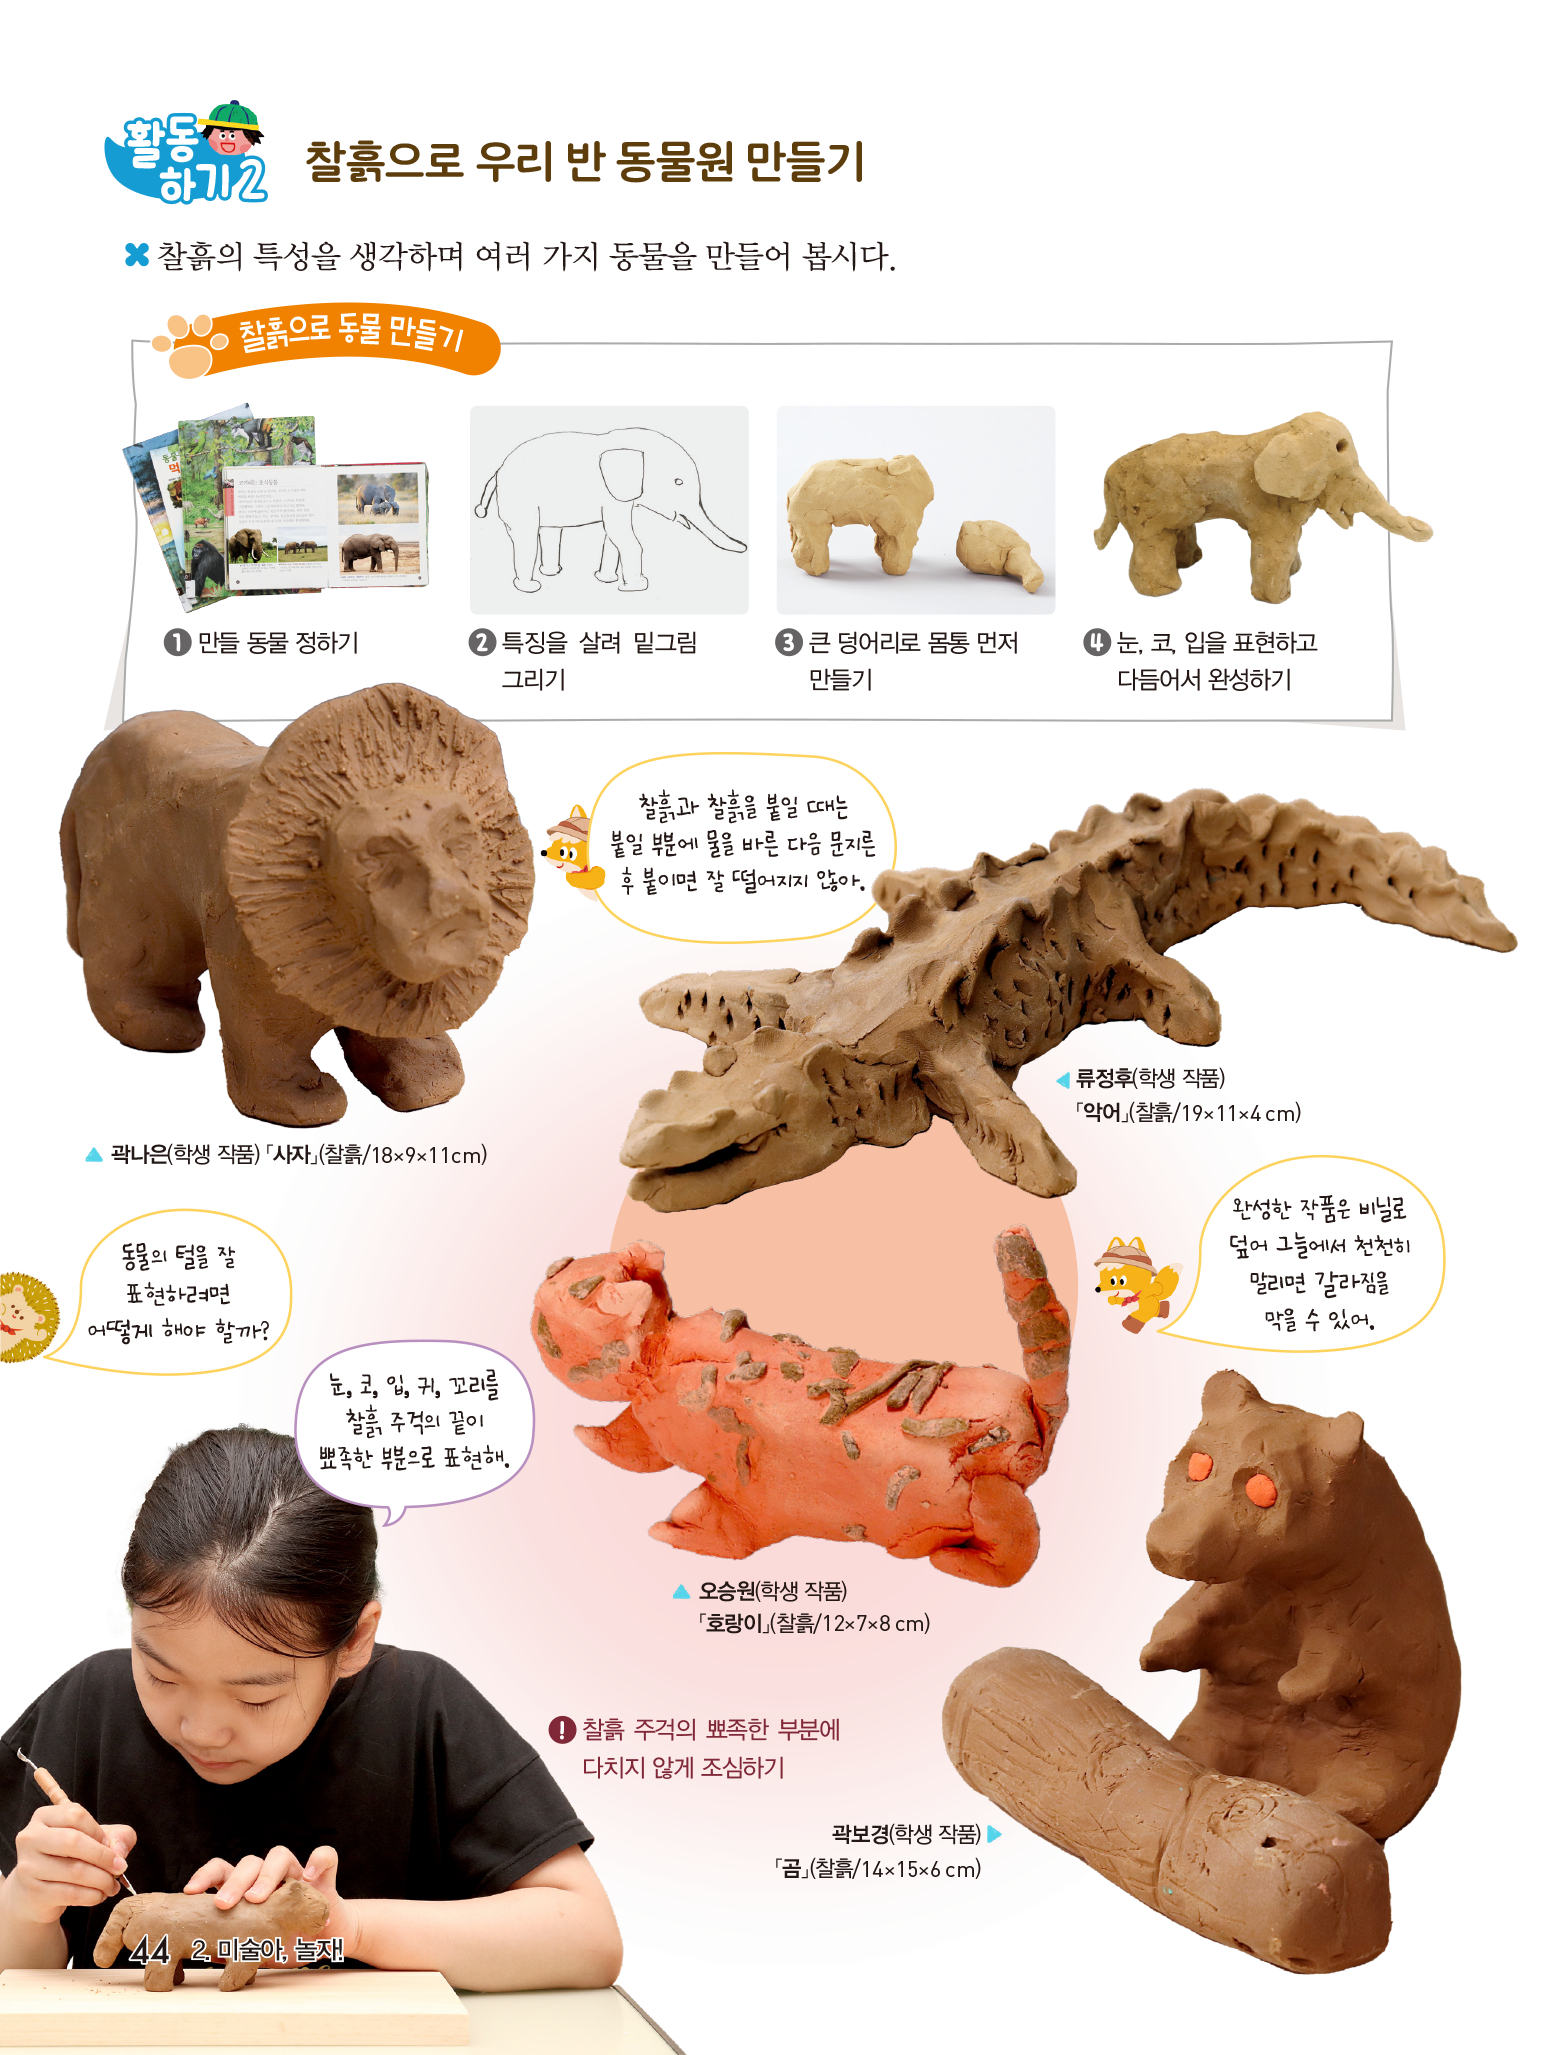 활동
하기2
찰흙으로 우리 반 동물원 만들기
찰흙의 특성을 생각하며 여러 가지 동물을 만들어 봅시다.
찰흙으로 동물 만들기
1 만들 동물 정하기
2 특징을 살려 밑그림
그리기
3 큰 덩어리로 몸통 먼저
만들기
4 눈, 코, 입을 표현하고
다듬어서 완성하기
찰흙과 찰흙을 붙일 때는
붙일 부분에 물을 바른 다음 문지른
후 붙이면 잘 떨어지지 않아.
◀ 류정후(학생 작품)
「악어」(찰흙/19×11×4 cm)
▲ 곽나은(학생 작품) 「사자」(찰흙/18×9×11cm)
완성한 작품은 비닐로
덮어 그늘에서 천천히
말리면 갈라짐을
막을 수 있어.
동물의 털을 잘
표현하려면
어떻게 해야 할까?
눈, 코, 입, 귀, 꼬리를
찰흙 주걱의 끝이
뾰족한 부분으로 표현해.
▲ 오승원(학생 작품)
「호랑이」(찰흙/12×7×8 cm)
! 찰흙 주걱의 뾰족한 부분에
다치지 않게 조심하기
곽보경(학생 작품) ▶
「곰」(찰흙/14×15×6 cm)
44 2. 미술아, 놀자!